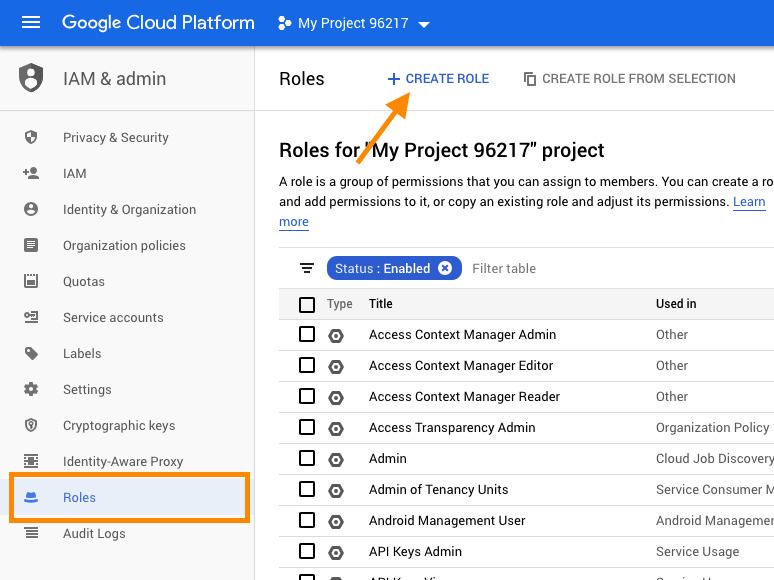 Google Cloud Platform
My Project 96217
IAM & admin
Privacy & Security
IAM
Identity & Organization
Organization policies
Quotas
Service accounts
Labels
Settings
Cryptographic keys
Identity-Aware Proxy
Roles
Audit Logs
Roles
CREATE ROLE
CREATE ROLE FROM SELECTION
Roles for "My Project 96217" project
A role is a group of permissions that you can assign to members. You can create a ro
and add permissions to it, or copy an existing role and adjust its permissions. Learn
more
Status : Enabled Filter table
Type Title Used in
Access Context Manager Admin Other
Access Context Manager Editor Other
Access Context Manager Reader Other
Access Transparency Admin Organization Policy
Admin Cloud Job Discovery
Admin of Tenancy Units Service Consumer M
Android Management User Android Managemen
API Keys Admin Service Usage